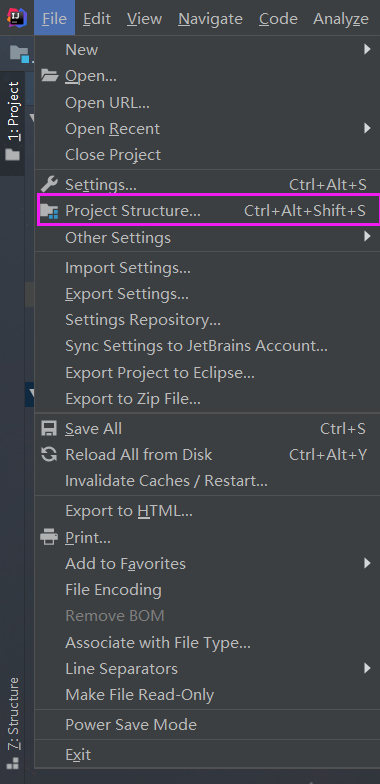 File Edit View Navigate Code Analyze
New
Open...
Open URL...
Open Recent
Close Project
Settings... Ctrl+Alt+S
Project Structure... Ctrl+Alt+Shift+S
Other Settings
Import Settings...
Export Settings...
Settings Repository...
Sync Settings to JetBrains Account...
Export Project to Eclipse...
Export to Zip File...
Save All Ctrl+S
Reload All from Disk Ctrl+Alt+Y
Invalidate Caches / Restart...
Export to HTML...
Print...
Add to Favorites
File Encoding
Remove BOM
Associate with File Type...
Line Separators
Make File Read-Only
Power Save Mode
Exit
1: Project
7: Structure
IJ